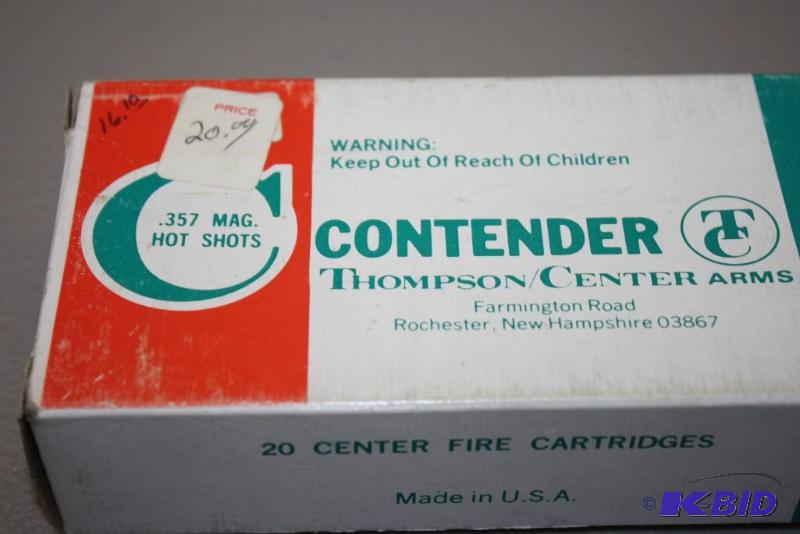 16.10
PRICE
20.09
WARNING:
Keep Out Of Reach Of Children
.357 MAG.
HOT SHOTS
CONTENDER
TC
THOMPSON/CENTER ARMS
Farmington Road
Rochester, New Hampshire 03867
20 CENTER FIRE CARTRIDGES
Made in U.S.A.
© K-BID